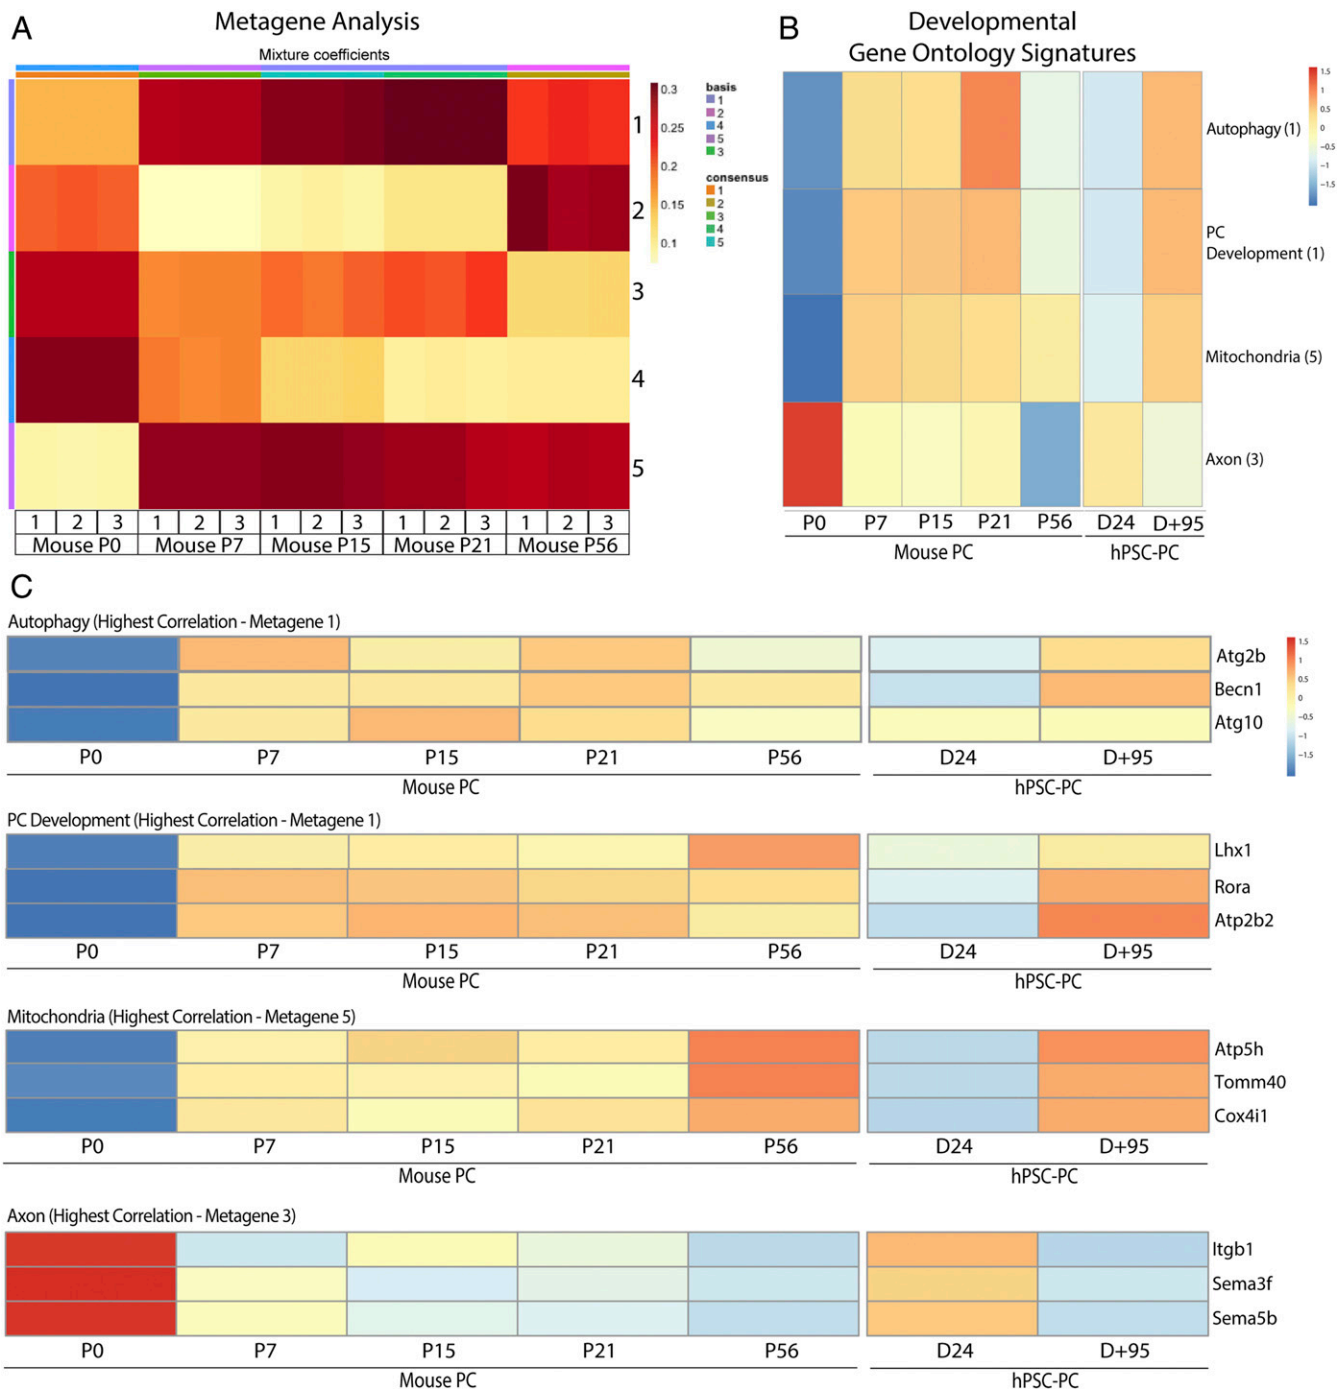 A
Metagene Analysis
Mixture coefficients
1
2
3
4
5
0.3
0.25
0.2
0.15
0.1
basis
1
2
4
5
3
consensus
1
2
3
4
5
1 2 3 1 2 3 1 2 3 1 2 3 1 2 3
Mouse P0 Mouse P7 Mouse P15 Mouse P21 Mouse P56
B
Developmental
Gene Ontology Signatures
Autophagy (1)
PC
Development (1)
Mitochondria (5)
Axon (3)
1.5
1
0.5
0
−0.5
−1
−1.5
P0 P7 P15 P21 P56 D24 D+95
Mouse PC hPSC-PC
C
Autophagy (Highest Correlation - Metagene 1)
Atg2b
Becn1
Atg10
1.5
1
0.5
0
−0.5
−1
−1.5
P0 P7 P15 P21 P56 D24 D+95
Mouse PC hPSC-PC
PC Development (Highest Correlation - Metagene 1)
Lhx1
Rora
Atp2b2
P0 P7 P15 P21 P56 D24 D+95
Mouse PC hPSC-PC
Mitochondria (Highest Correlation - Metagene 5)
Atp5h
Tomm40
Cox4i1
P0 P7 P15 P21 P56 D24 D+95
Mouse PC hPSC-PC
Axon (Highest Correlation - Metagene 3)
Itgb1
Sema3f
Sema5b
P0 P7 P15 P21 P56 D24 D+95
Mouse PC hPSC-PC